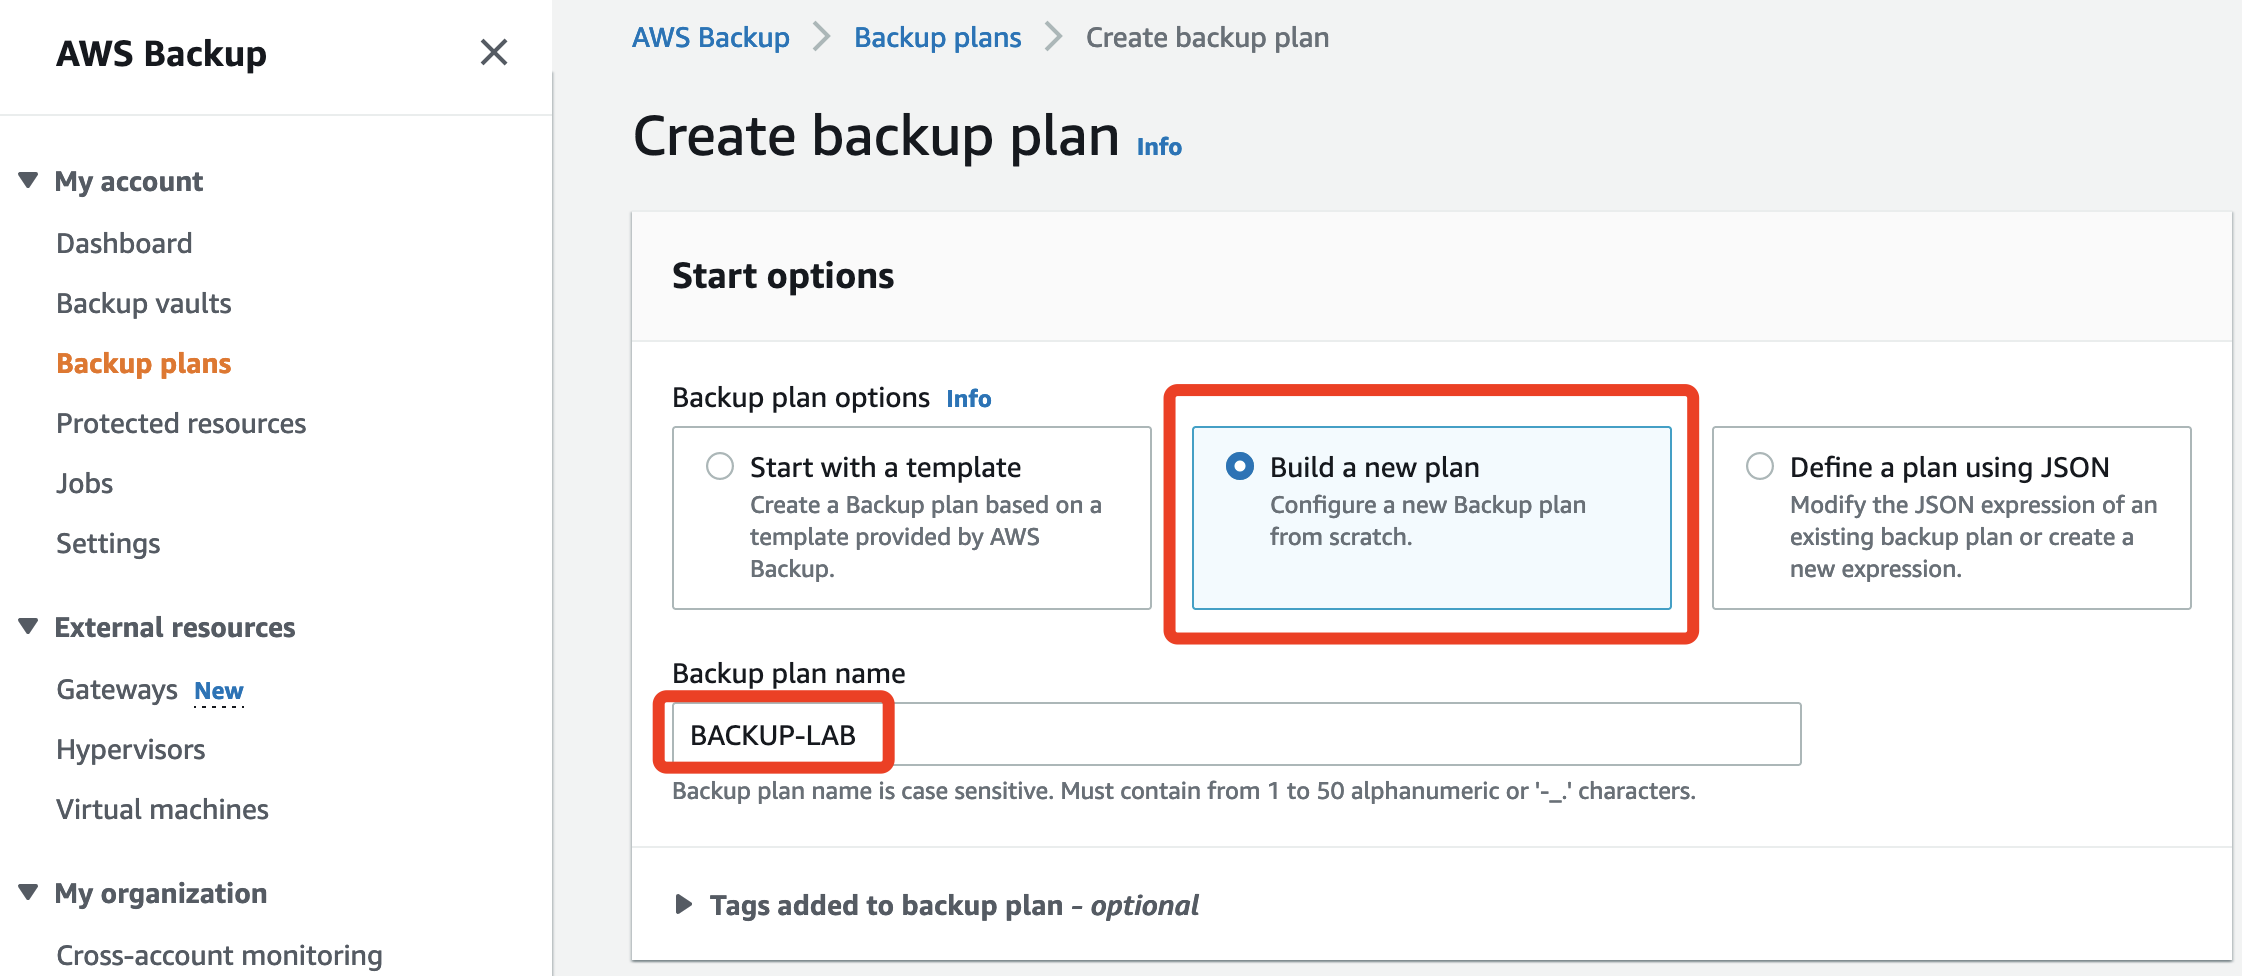 AWS Backup
My account
Dashboard
Backup vaults
Backup plans
Protected resources
Jobs
Settings
External resources
Gateways New
Hypervisors
Virtual machines
My organization
Cross-account monitoring
AWS Backup > Backup plans > Create backup plan
Create backup plan Info
Start options
Backup plan options Info
Start with a template
Create a Backup plan based on a
template provided by AWS
Backup.
Build a new plan
Configure a new Backup plan
from scratch.
Define a plan using JSON
Modify the JSON expression of an
existing backup plan or create a
new expression.
Backup plan name
BACKUP-LAB
Backup plan name is case sensitive. Must contain from 1 to 50 alphanumeric or '-_.' characters.
Tags added to backup plan - optional